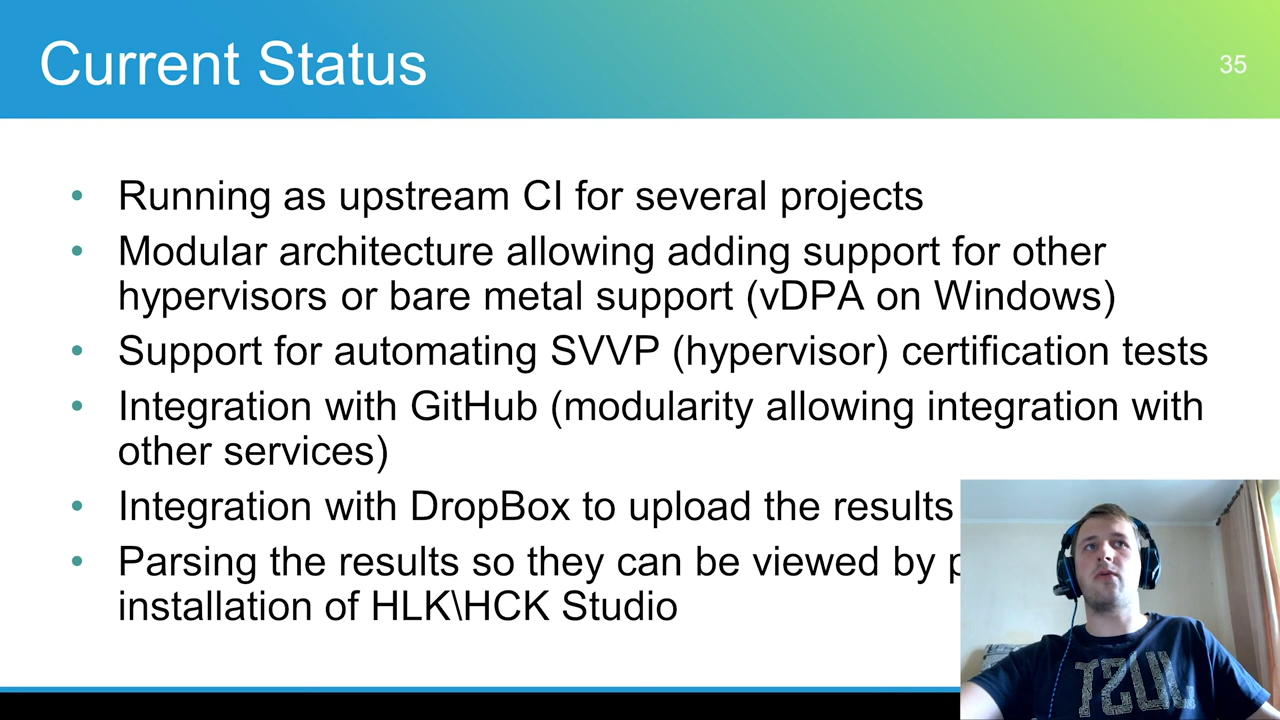 Current Status
35
• Running as upstream CI for several projects
• Modular architecture allowing adding support for other
hypervisors or bare metal support (vDPA on Windows)
• Support for automating SVVP (hypervisor) certification tests
• Integration with GitHub (modularity allowing integration with
other services)
• Integration with DropBox to upload the results
• Parsing the results so they can be viewed by
installation of HLK\HCK Studio
TZUL